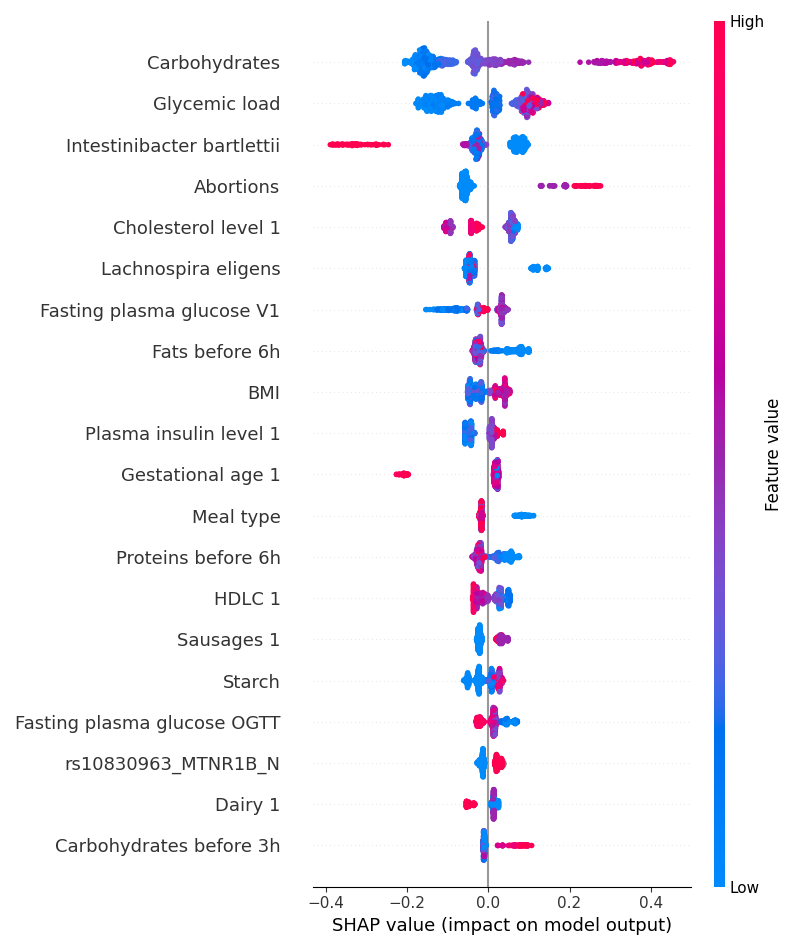 High
Carbohydrates
Glycemic load
Intestinibacter bartlettii
Abortions
Cholesterol level 1
Lachnospira eligens
Fasting plasma glucose V1
Fats before 6h
BMI
Plasma insulin level 1
Gestational age 1
Meal type
Proteins before 6h
HDLC 1
Sausages 1
Starch
Fasting plasma glucose OGTT
rs10830963_MTNR1B_N
Dairy 1
Carbohydrates before 3h
Feature value
Low
−0.4 −0.2 0.0 0.2 0.4
SHAP value (impact on model output)